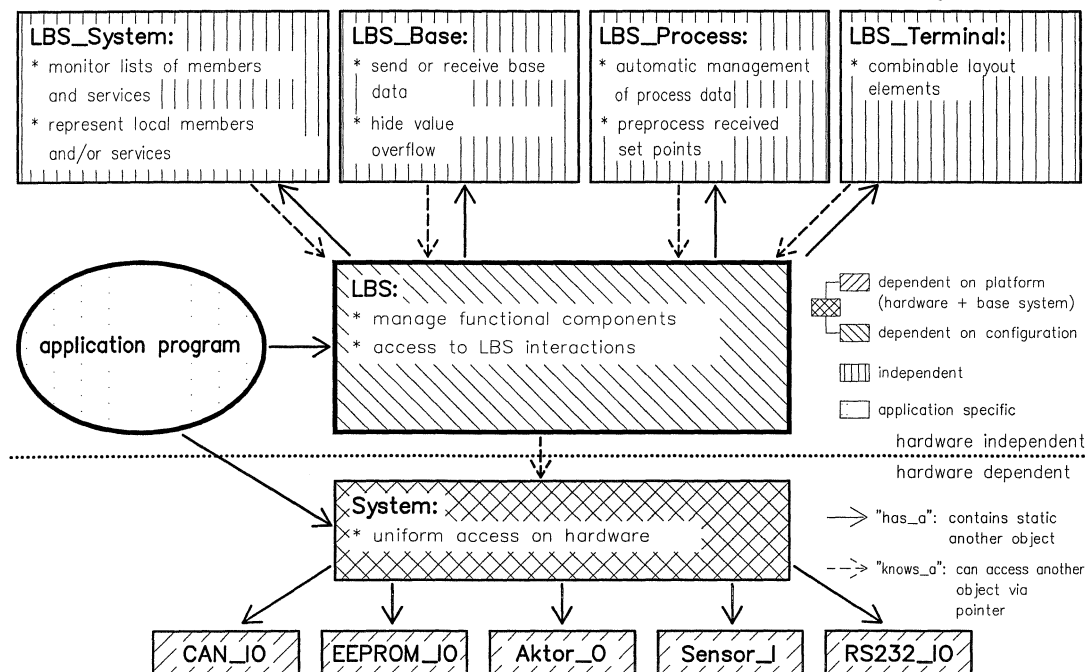 LBS_System:
* monitor lists of members
and services
* represent local members
and/or services
LBS_Base:
* send or receive base
data
* hide value
overflow
LBS_Process:
* automatic management
of process data
* preprocess received
set points
LBS_Terminal:
* combinable layout
elements
application program
LBS:
* manage functional components
* access to LBS interactions
dependent on platform
(hardware + base system)
dependent on configuration
independent
application specific
hardware independent
hardware dependent
System:
* uniform access on hardware
"has_a": contains static
another object
"knows_a": can access another
object via
pointer
CAN_IO
EEPROM_IO
Aktor_O
Sensor_I
RS232_IO